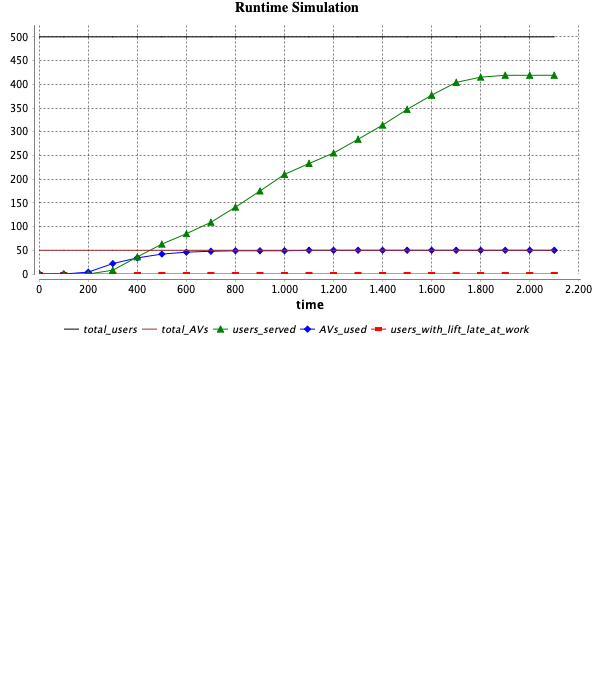 Runtime Simulation
500
450
400
350
300
250
200
150
100
50
0
0 200 400 600 800 1.000 1.200 1.400 1.600 1.800 2.000 2.200
time
total_users total_AVs users_served AVs_used users_with_lift_late_at_work